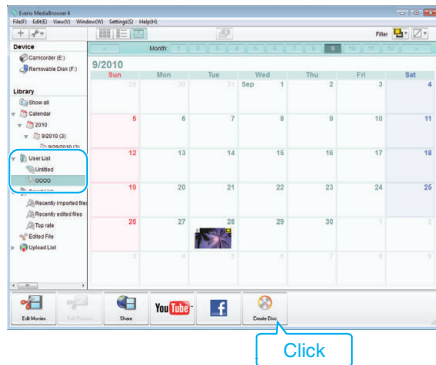 Everio MediaBrowser 4
File(F) Edit(E) View(V) Window(W) Settings(S) Help(H)
Filter
Device
Month
Camcorder (E:)
Removable Disk (F:)
9/2010
Sun Mon Tue Wed Thu Fri Sat
Library
29 30 31 Sep 1 2 3 4
Show all
Calendar
2010
9/2010 (3)
5 6 7 8 9 10 11
User List
Untitled
12 13 14 15 16 17 18
Recently imported files
19 20 21 22 23 24 25
Recently edited files
Top rate
Edited File
Upload List
26 27 28 29 30 1 2
3 4 5 6 7 8 9
Edit Movies
Share
YouTube
f
Create Disc
Click